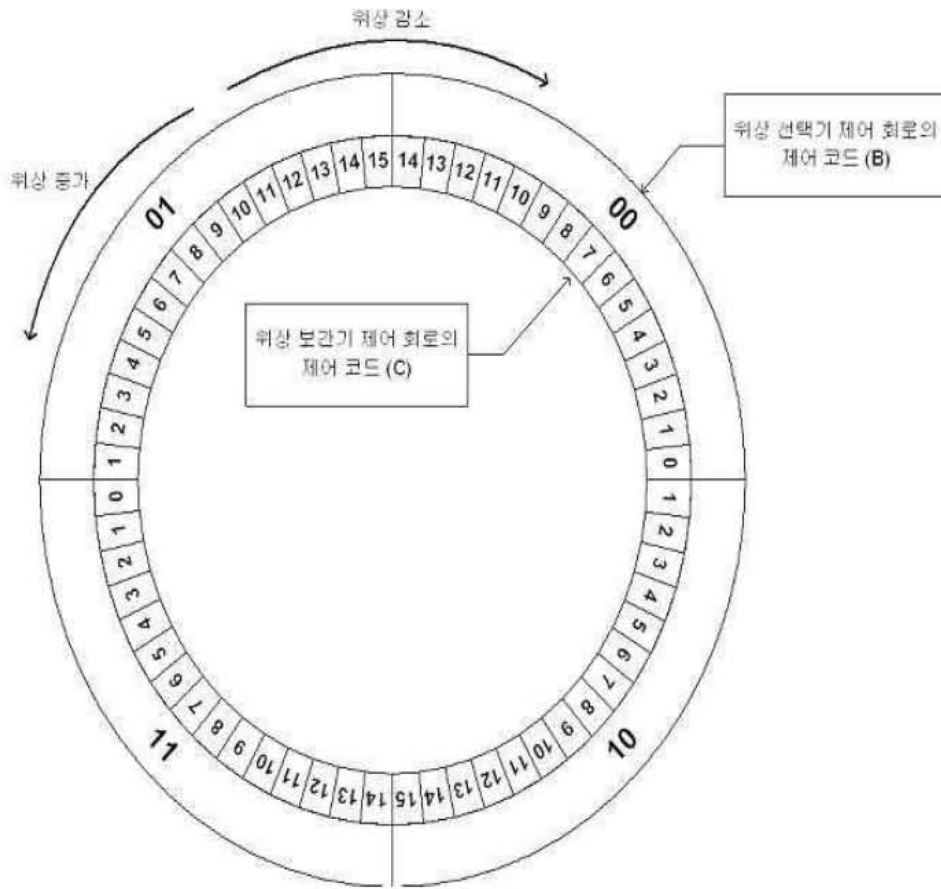 위상 감소
위상 증가
위상 선택기 제어 회로의
제어 코드 (B)
위상 보간기 제어 회로의
제어 코드 (C)
01
00
11
10
1 2 3 4 5 6 7 8 9 10 11 12 13 14 15
14 13 12 11 10 9 8 7 6 5 4 3 2 1 0
1 2 3 4 5 6 7 8 9 10 11 12 13 14 15
14 13 12 11 10 9 8 7 6 5 4 3 2 1 0